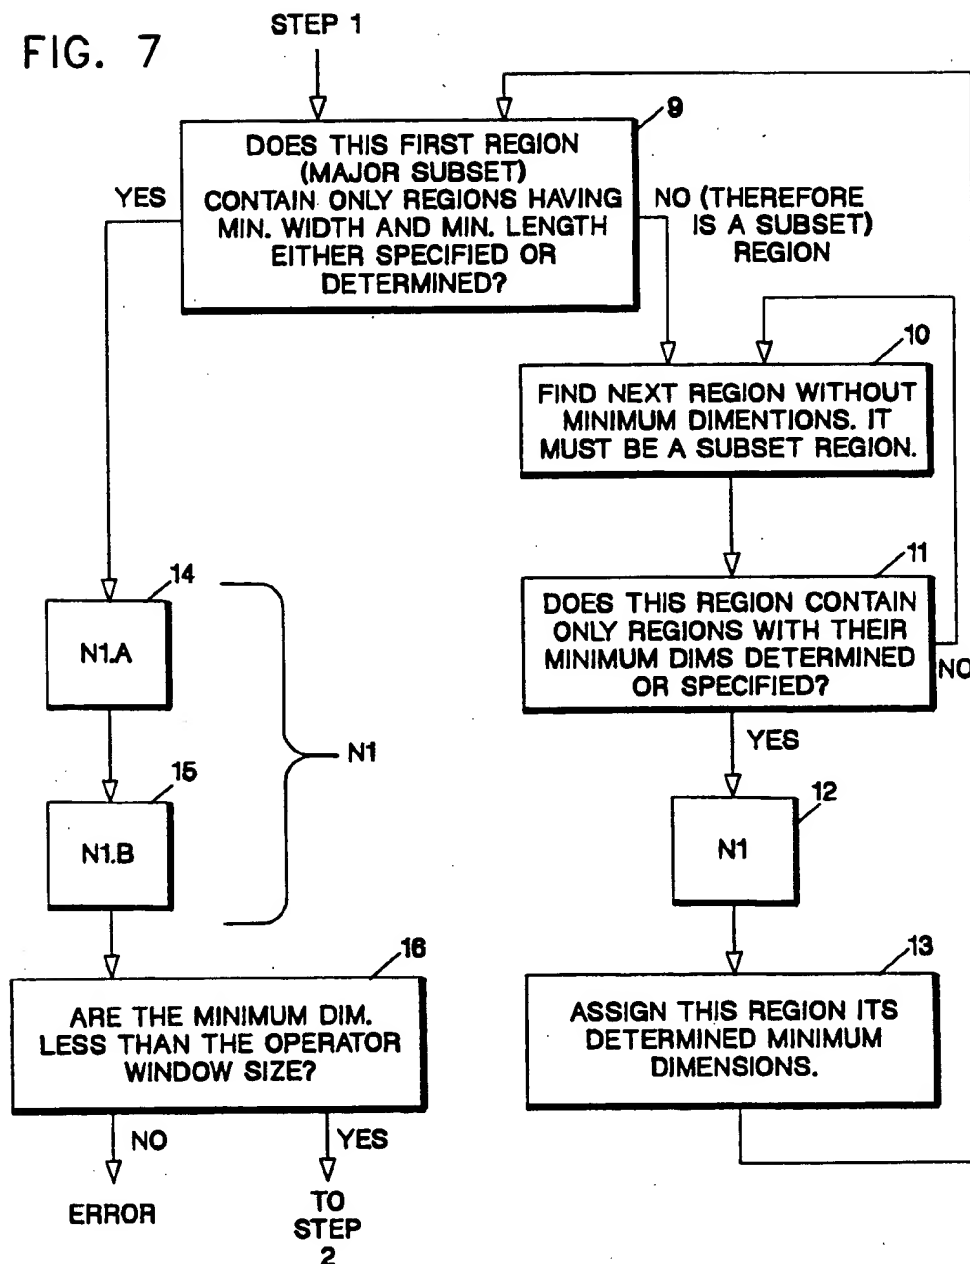 FIG. 7
STEP 1
9
DOES THIS FIRST REGION
(MAJOR SUBSET)
CONTAIN ONLY REGIONS HAVING
MIN. WIDTH AND MIN. LENGTH
EITHER SPECIFIED OR
DETERMINED?
YES
NO (THEREFORE
IS A SUBSET)
REGION
10
FIND NEXT REGION WITHOUT
MINIMUM DIMENTIONS. IT
MUST BE A SUBSET REGION.
11
DOES THIS REGION CONTAIN
ONLY REGIONS WITH THEIR
MINIMUM DIMS DETERMINED
OR SPECIFIED?
NO
YES
12
N1
13
ASSIGN THIS REGION ITS
DETERMINED MINIMUM
DIMENSIONS.
14
N1.A
15
N1.B
N1
16
ARE THE MINIMUM DIM.
LESS THAN THE OPERATOR
WINDOW SIZE?
NO
YES
ERROR
TO
STEP
2